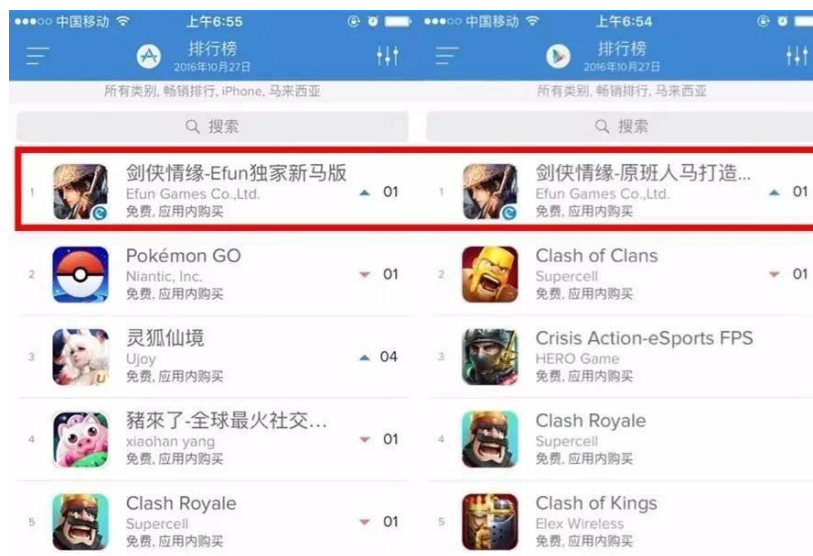 中国移动
上午6:55
排行榜
2016年10月27日
所有类别, 畅销排行, iPhone, 马来西亚
搜索
1
剑侠情缘-Efun独家新马版
Efun Games Co.,Ltd.
免费, 应用内购买
01
2
Pokémon GO
Niantic, Inc.
免费, 应用内购买
01
3
灵狐仙境
Ujoy
免费, 应用内购买
04
4
豬來了-全球最火社交...
xiaohan yang
免费, 应用内购买
01
5
Clash Royale
Supercell
免费, 应用内购买
01
中国移动
上午6:54
排行榜
2016年10月27日
所有类别, 畅销排行, 马来西亚
搜索
1
剑侠情缘-原班人马打造...
Efun Games Co.,Ltd.
免费, 应用内购买
01
2
Clash of Clans
Supercell
免费, 应用内购买
01
3
Crisis Action-eSports FPS
HERO Game
免费, 应用内购买
4
Clash Royale
Supercell
免费, 应用内购买
5
Clash of Kings
Elex Wireless
免费, 应用内购买